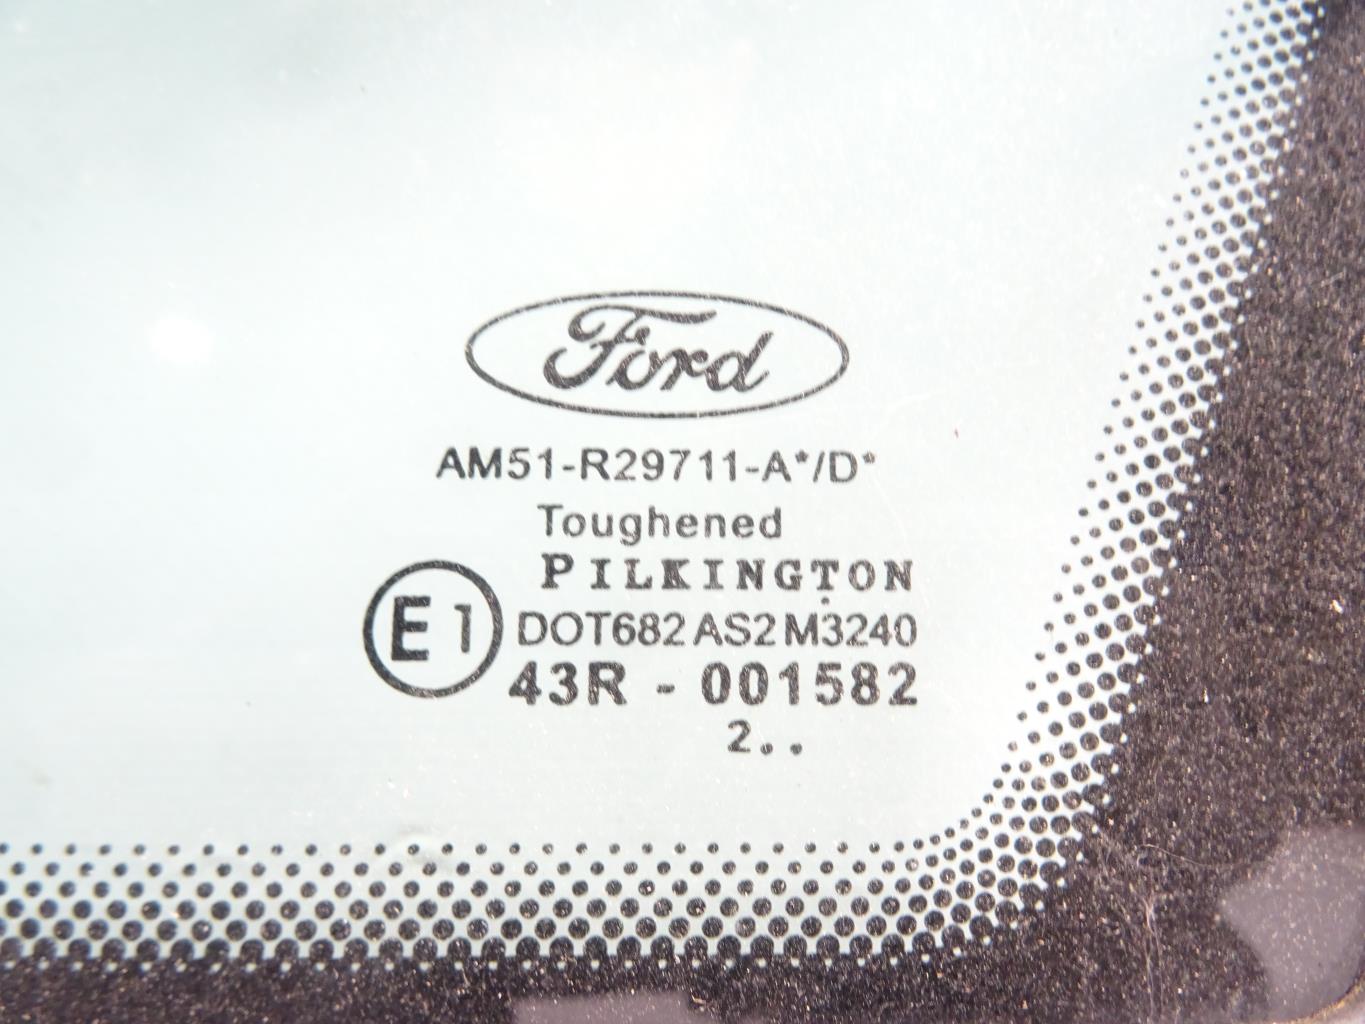 Ford
AM51-R29711-A*/D*
Toughened
PILKINGTON
E1
DOT682 AS2 M3240
43R - 001582
2..